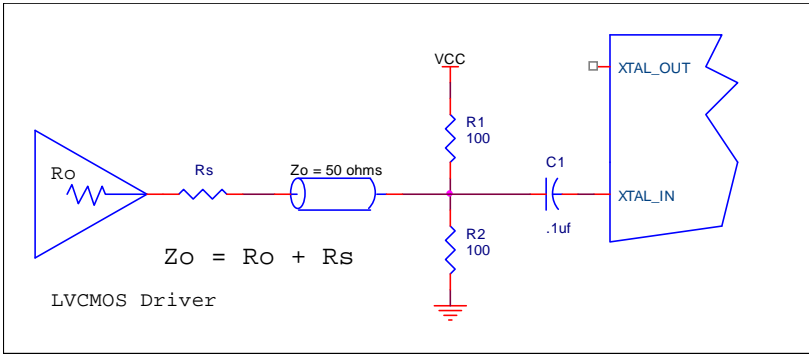 VCC
XTAL_OUT
R1
100
Ro
Rs
Zo = 50 ohms
C1
XTAL_IN
.1uf
R2
100
Zo = Ro + Rs
LVCMOS Driver